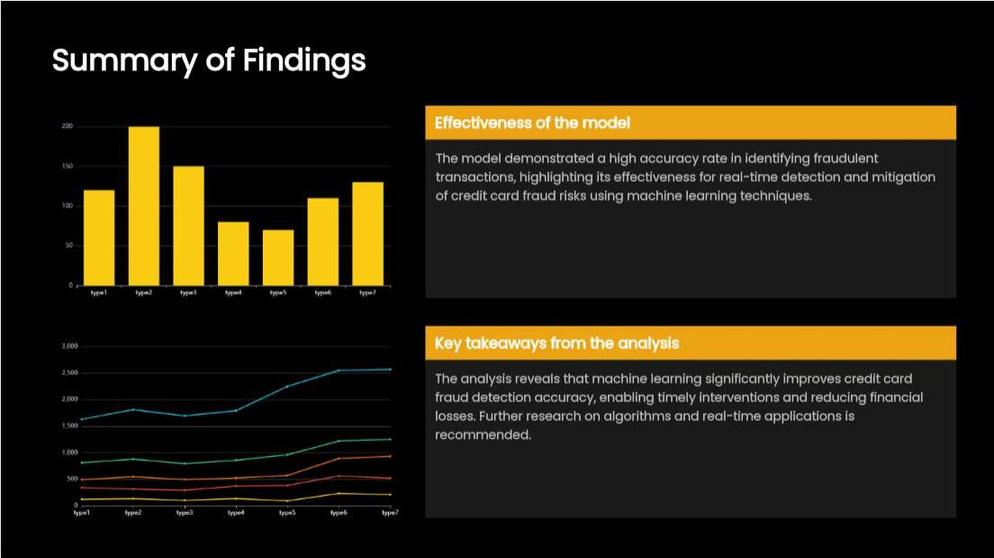 Summary of Findings
200
150
100
50
0
type1 type2 type3 type4 type5 type6 type7
Effectiveness of the model
The model demonstrated a high accuracy rate in identifying fraudulent
transactions, highlighting its effectiveness for real-time detection and mitigation
of credit card fraud risks using machine learning techniques.
3,000
2,500
2,000
1,500
1,000
500
0
type1 type2 type3 type4 type5 type6 type7
Key takeaways from the analysis
The analysis reveals that machine learning significantly improves credit card
fraud detection accuracy, enabling timely interventions and reducing financial
losses. Further research on algorithms and real-time applications is
recommended.